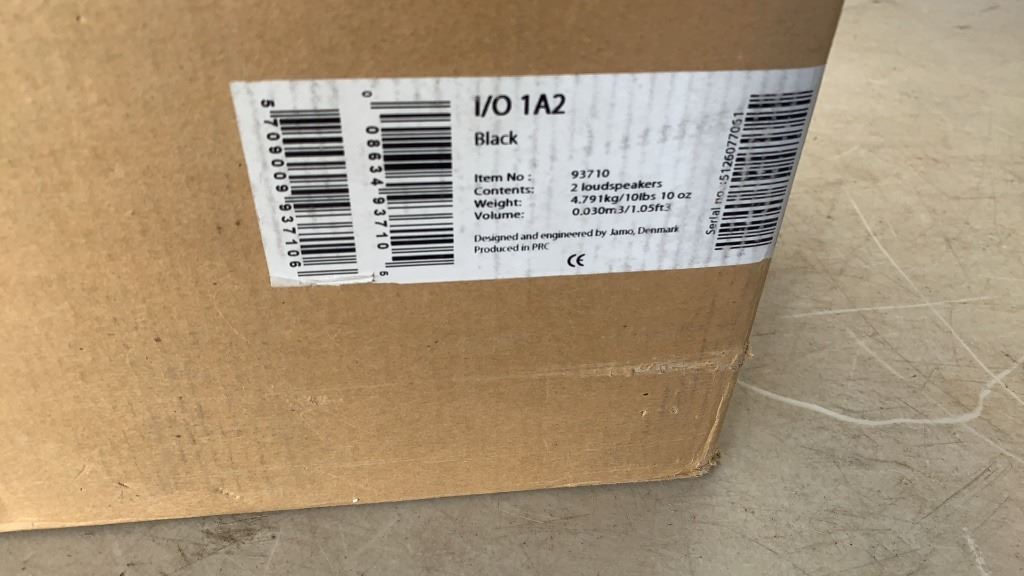 I/O 1A2
Black
Item No : 93710
Contents: 2 loudspeakers
Weight: 4.791kg/10lbs 10 oz
Volume: 0.030m3/1.05ft3
Designed and engineered by Jamo, Denmark
Produced in PRC
CE
5 709009 937106
0 08634 93710 5
Serial no.:5126077051